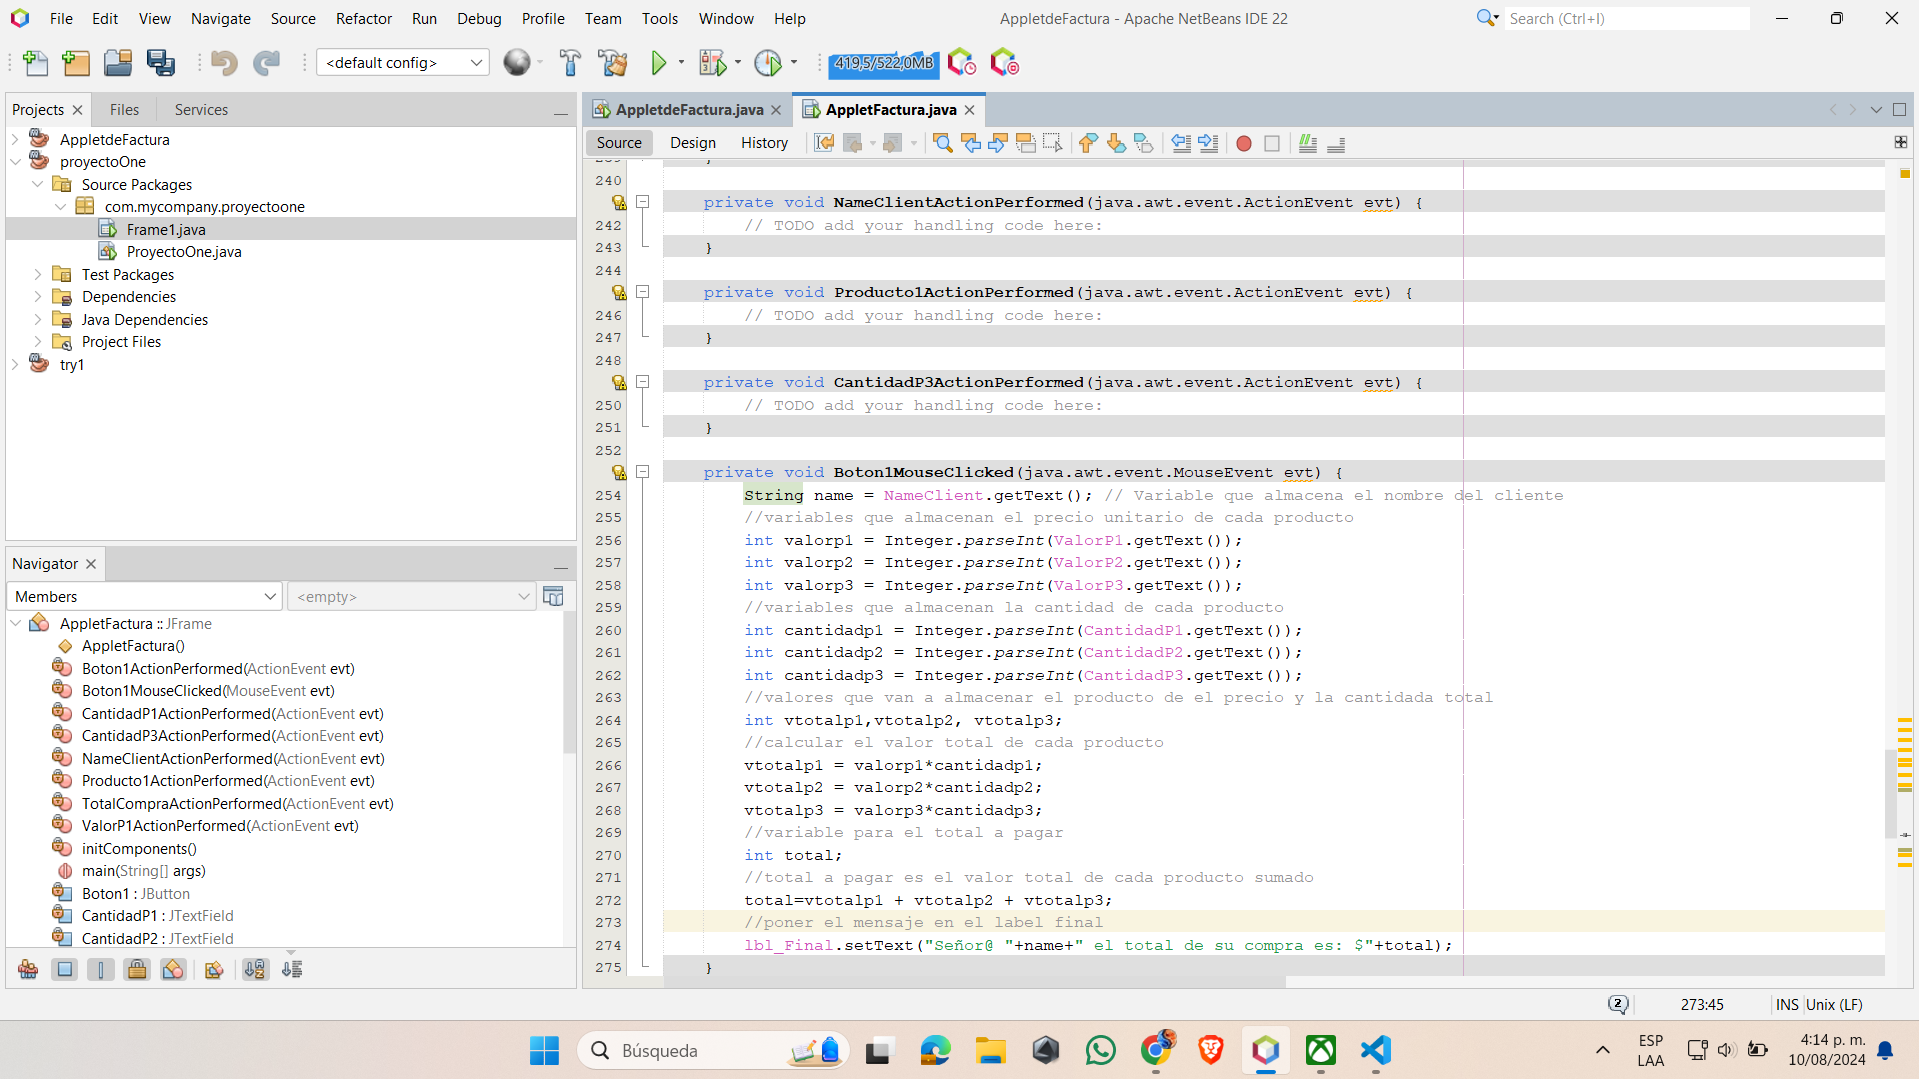 File Edit View Navigate Source Refactor Run Debug Profile Team Tools Window Help
AppletdeFactura - Apache NetBeans IDE 22
Search (Ctrl+I)
<default config>
419,5/522,0MB
Projects
Files
Services
AppletdeFactura
proyectoOne
Source Packages
com.mycompany.proyectoone
Frame1.java
ProyectoOne.java
Test Packages
Dependencies
Java Dependencies
Project Files
try1
Navigator
Members
<empty>
AppletFactura :: JFrame
AppletFactura()
Boton1ActionPerformed(ActionEvent evt)
Boton1MouseClicked(MouseEvent evt)
CantidadP1ActionPerformed(ActionEvent evt)
CantidadP3ActionPerformed(ActionEvent evt)
NameClientActionPerformed(ActionEvent evt)
Producto1ActionPerformed(ActionEvent evt)
TotalCompraActionPerformed(ActionEvent evt)
ValorP1ActionPerformed(ActionEvent evt)
initComponents()
main(String[] args)
Boton1 : JButton
CantidadP1 : JTextField
CantidadP2 : JTextField
AppletdeFactura.java
AppletFactura.java
Source Design History
239 }
240
private void NameClientActionPerformed(java.awt.event.ActionEvent evt) {
242 // TODO add your handling code here:
243 }
244
private void Producto1ActionPerformed(java.awt.event.ActionEvent evt) {
246 // TODO add your handling code here:
247 }
248
private void CantidadP3ActionPerformed(java.awt.event.ActionEvent evt) {
250 // TODO add your handling code here:
251 }
252
private void Boton1MouseClicked(java.awt.event.MouseEvent evt) {
254 String name = NameClient.getText(); // Variable que almacena el nombre del cliente
255 //variables que almacenan el precio unitario de cada producto
256 int valorp1 = Integer.parseInt(ValorP1.getText());
257 int valorp2 = Integer.parseInt(ValorP2.getText());
258 int valorp3 = Integer.parseInt(ValorP3.getText());
259 //variables que almacenan la cantidad de cada producto
260 int cantidadp1 = Integer.parseInt(CantidadP1.getText());
261 int cantidadp2 = Integer.parseInt(CantidadP2.getText());
262 int cantidadp3 = Integer.parseInt(CantidadP3.getText());
263 //valores que van a almacenar el producto de el precio y la cantidada total
264 int vtotalp1,vtotalp2, vtotalp3;
265 //calcular el valor total de cada producto
266 vtotalp1 = valorp1*cantidadp1;
267 vtotalp2 = valorp2*cantidadp2;
268 vtotalp3 = valorp3*cantidadp3;
269 //variable para el total a pagar
270 int total;
271 //total a pagar es el valor total de cada producto sumado
272 total=vtotalp1 + vtotalp2 + vtotalp3;
273 //poner el mensaje en el label final
274 lbl_Final.setText("Señor@ "+name+" el total de su compra es: $"+total);
275 }
2
273:45
INS
Unix (LF)
Búsqueda
ESP
LAA
4:14 p. m.
10/08/2024